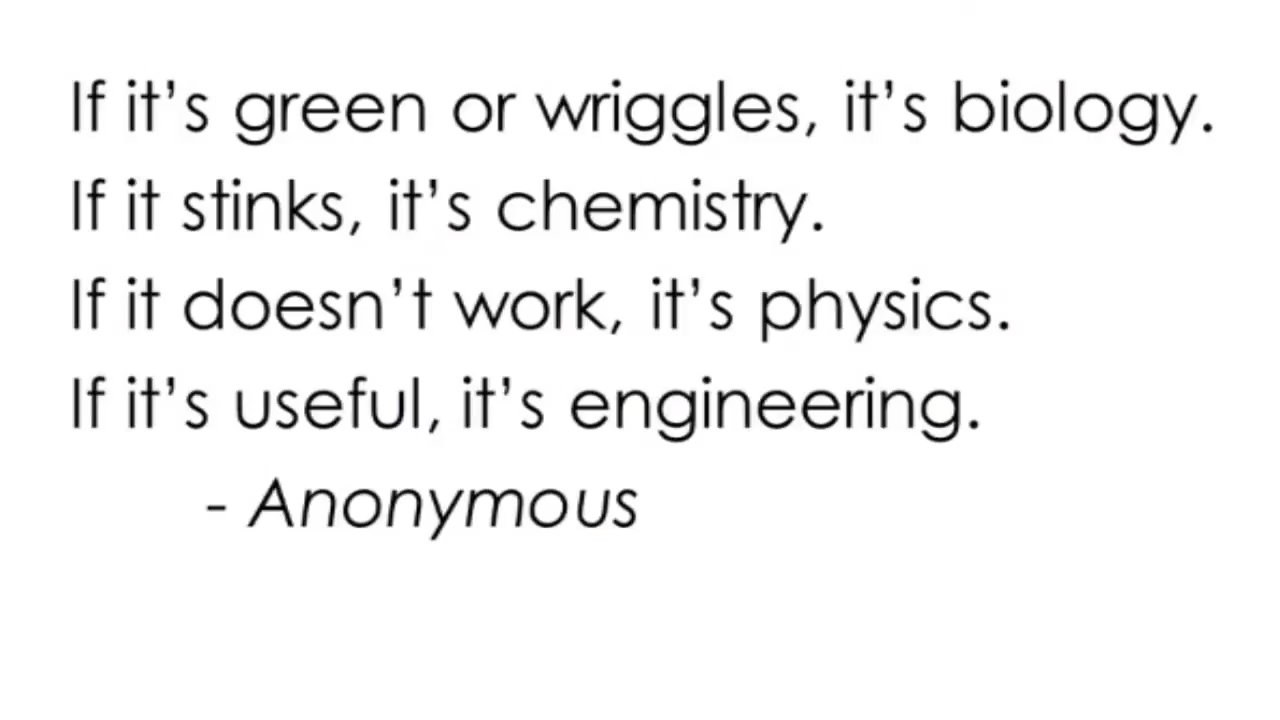 If it’s green or wriggles, it’s biology.
If it stinks, it’s chemistry.
If it doesn’t work, it’s physics.
If it’s useful, it’s engineering.
- Anonymous